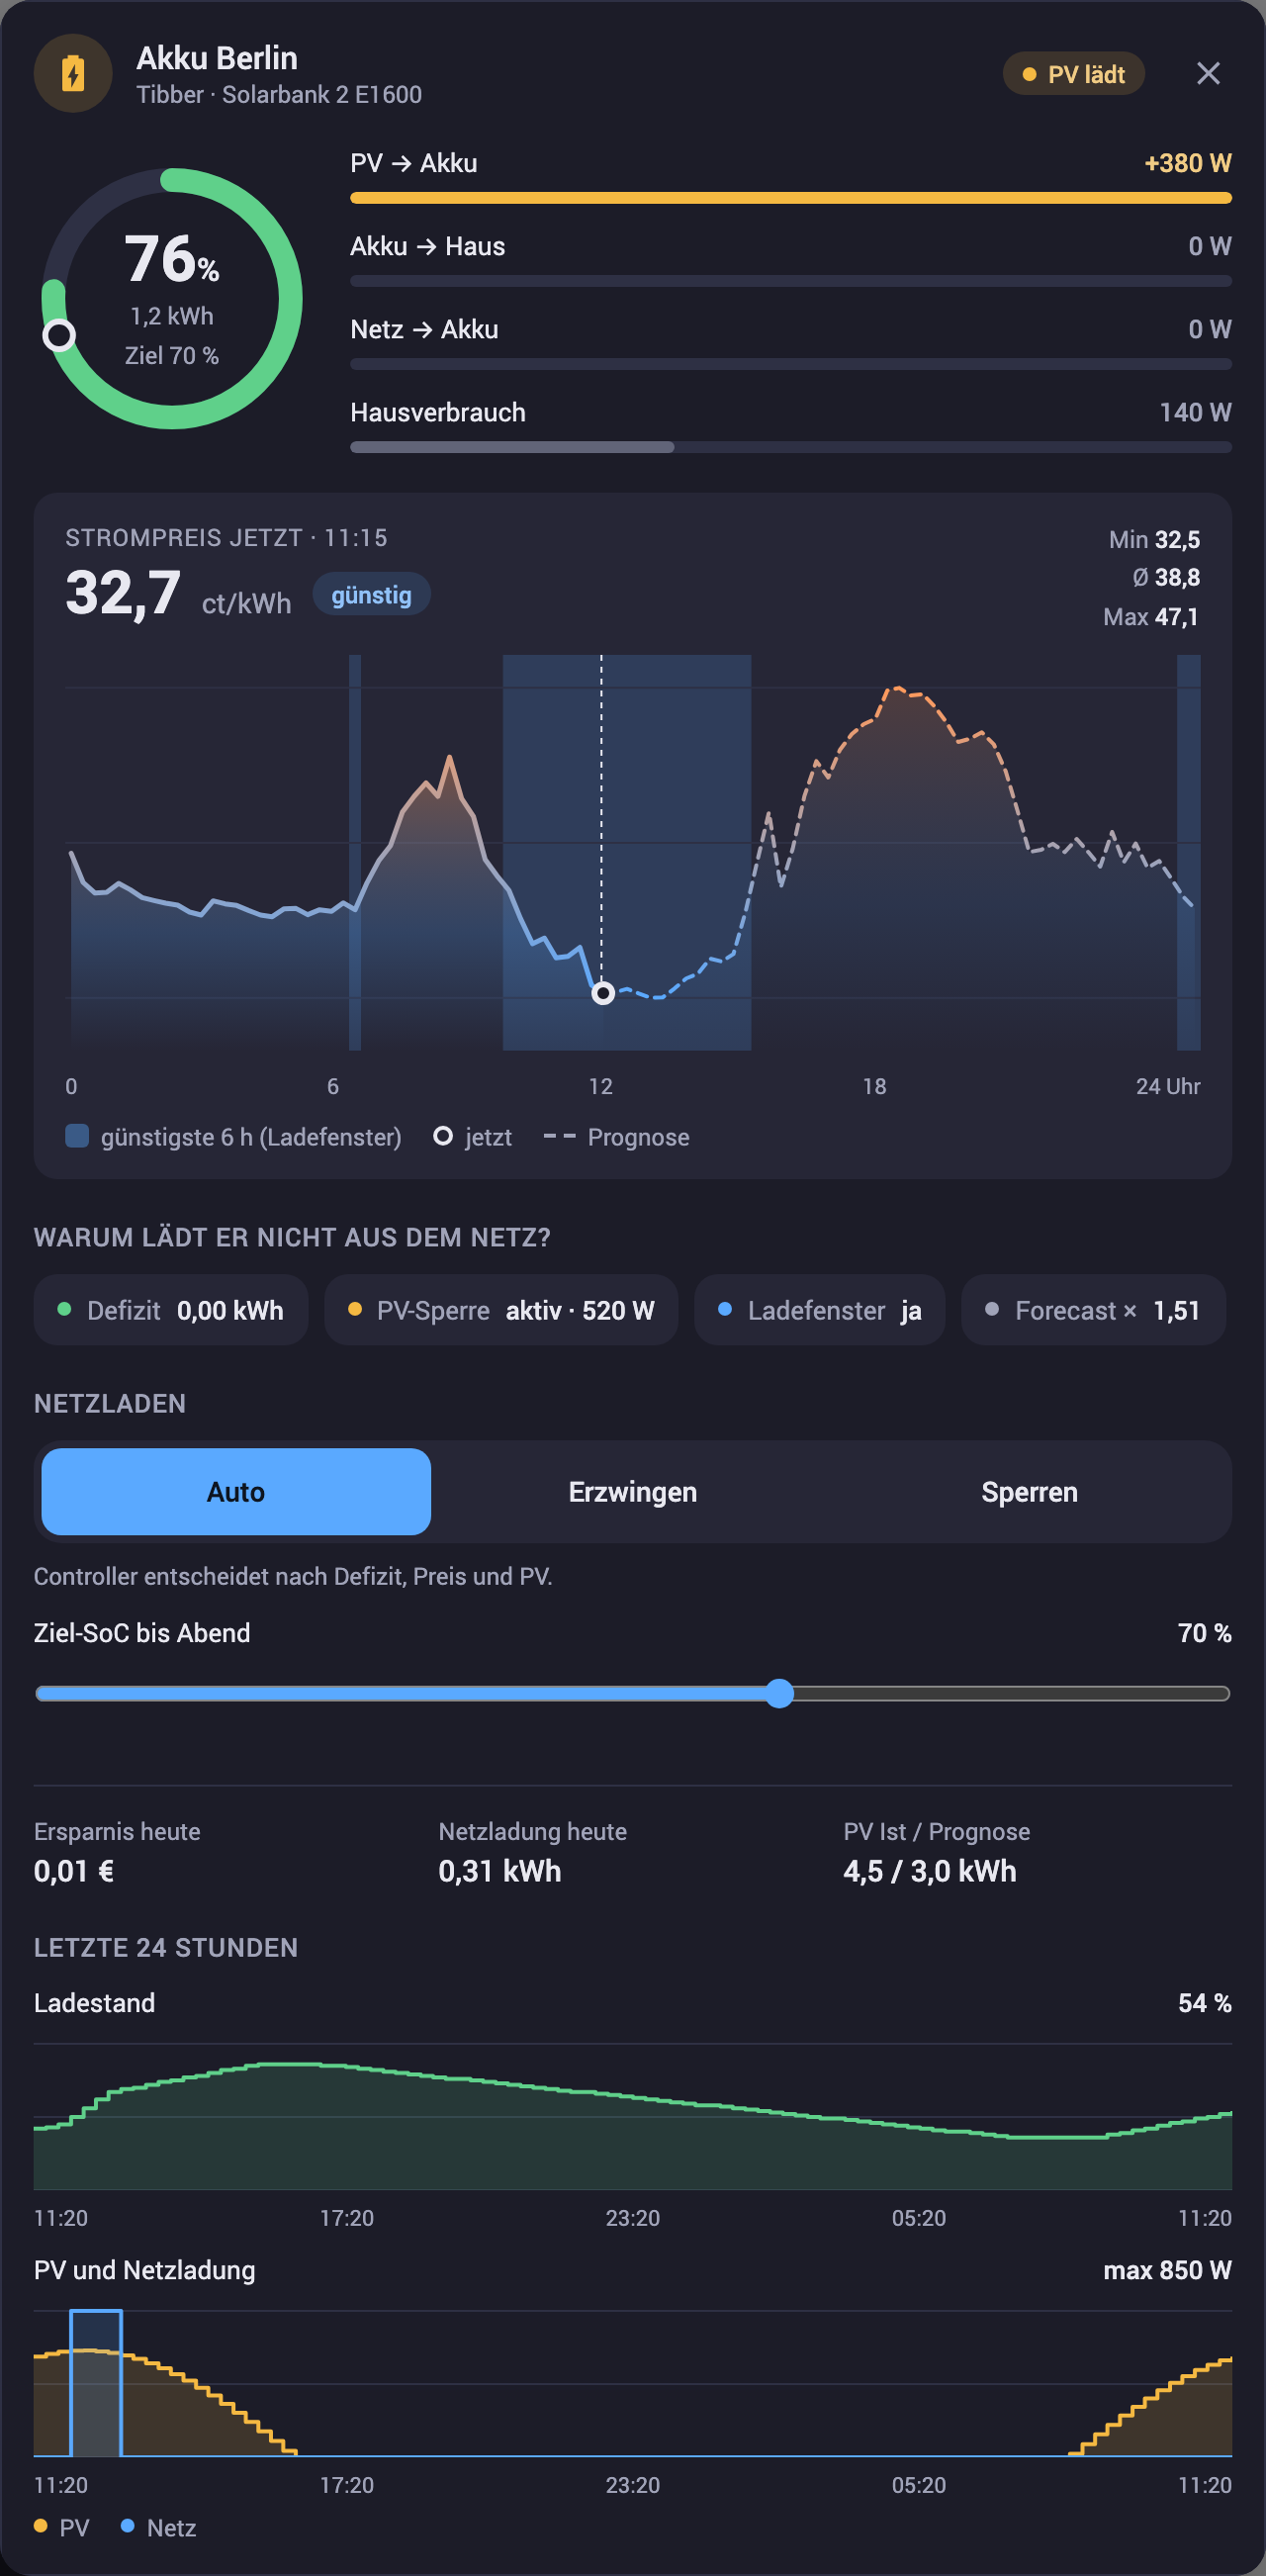 Akku Berlin
Tibber · Solarbank 2 E1600
PV lädt
76%
1,2 kWh
Ziel 70 %
PV → Akku +380 W
Akku → Haus 0 W
Netz → Akku 0 W
Hausverbrauch 140 W
STROMPREIS JETZT · 11:15
32,7 ct/kWh günstig
Min 32,5
Ø 38,8
Max 47,1
0 6 12 18 24 Uhr
günstigste 6 h (Ladefenster) jetzt Prognose
WARUM LÄDT ER NICHT AUS DEM NETZ?
Defizit 0,00 kWh PV-Sperre aktiv · 520 W Ladefenster ja Forecast × 1,51
NETZLADEN
Auto Erzwingen Sperren
Controller entscheidet nach Defizit, Preis und PV.
Ziel-SoC bis Abend 70 %
Ersparnis heute Netzladung heute PV Ist / Prognose
0,01 € 0,31 kWh 4,5 / 3,0 kWh
LETZTE 24 STUNDEN
Ladestand 54 %
11:20 17:20 23:20 05:20 11:20
PV und Netzladung max 850 W
11:20 17:20 23:20 05:20 11:20
PV Netz